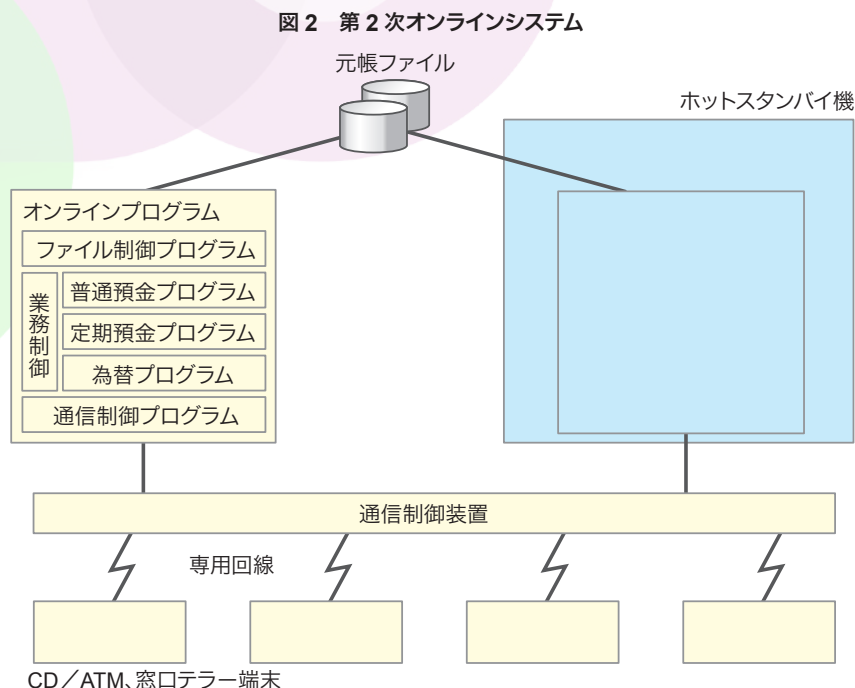 図 2　第 2 次オンラインシステム
元帳ファイル
ホットスタンバイ機
オンラインプログラム
ファイル制御プログラム
業務制御
普通預金プログラム
定期預金プログラム
為替プログラム
通信制御プログラム
通信制御装置
専用回線
CD／ATM、窓口テラー端末